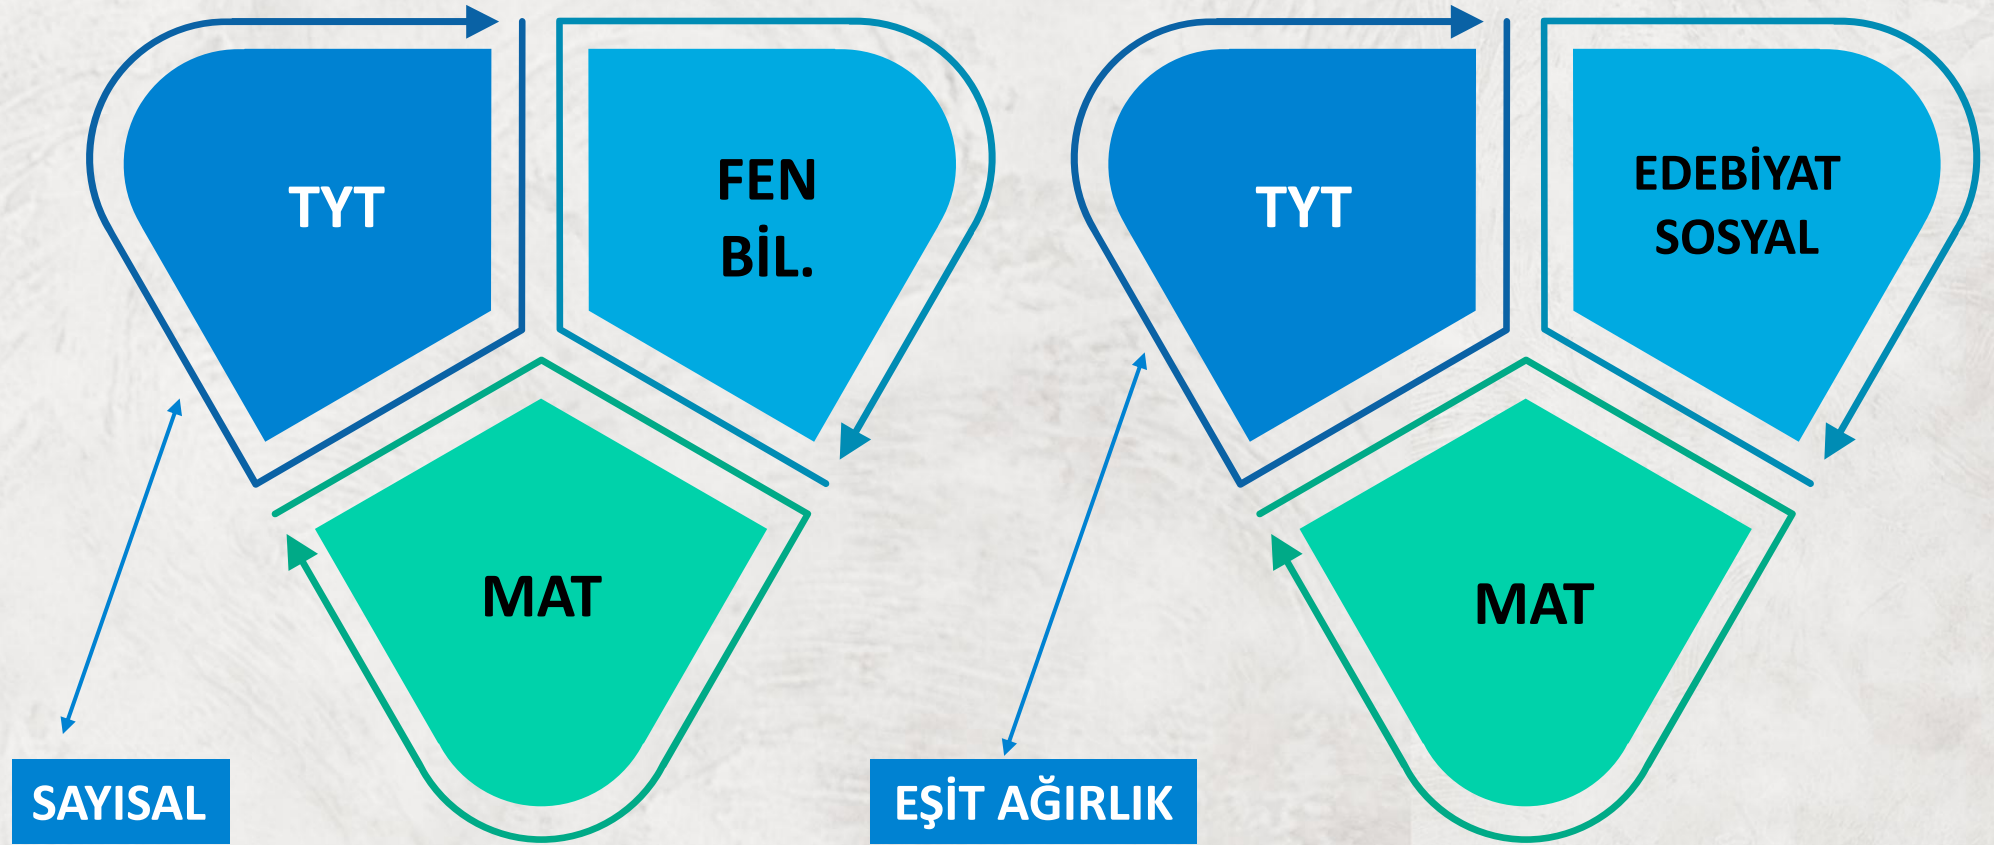 TYT
FEN
BİL.
MAT
SAYISAL
TYT
EDEBİYAT
SOSYAL
MAT
EŞİT AĞIRLIK